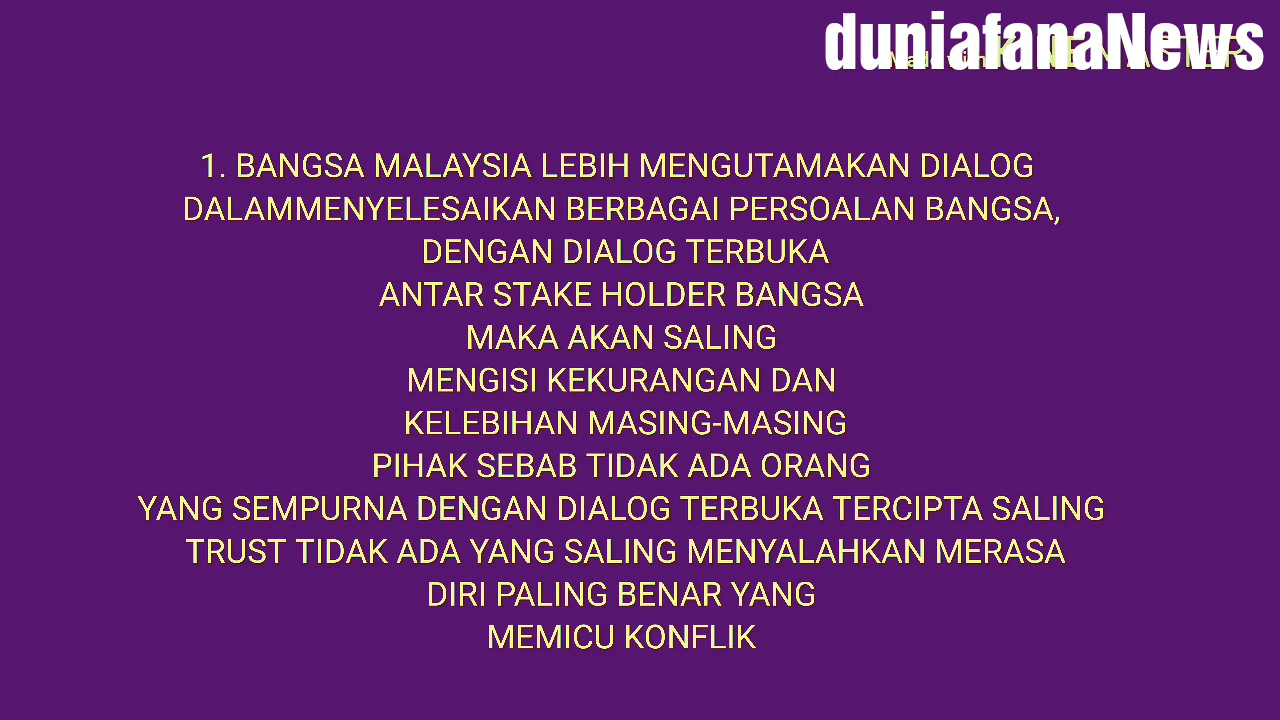 duniafanaNews
1. BANGSA MALAYSIA LEBIH MENGUTAMAKAN DIALOG
DALAMMENYELESAIKAN BERBAGAI PERSOALAN BANGSA,
DENGAN DIALOG TERBUKA
ANTAR STAKE HOLDER BANGSA
MAKA AKAN SALING
MENGISI KEKURANGAN DAN
KELEBIHAN MASING-MASING
PIHAK SEBAB TIDAK ADA ORANG
YANG SEMPURNA DENGAN DIALOG TERBUKA TERCIPTA SALING
TRUST TIDAK ADA YANG SALING MENYALAHKAN MERASA
DIRI PALING BENAR YANG
MEMICU KONFLIK